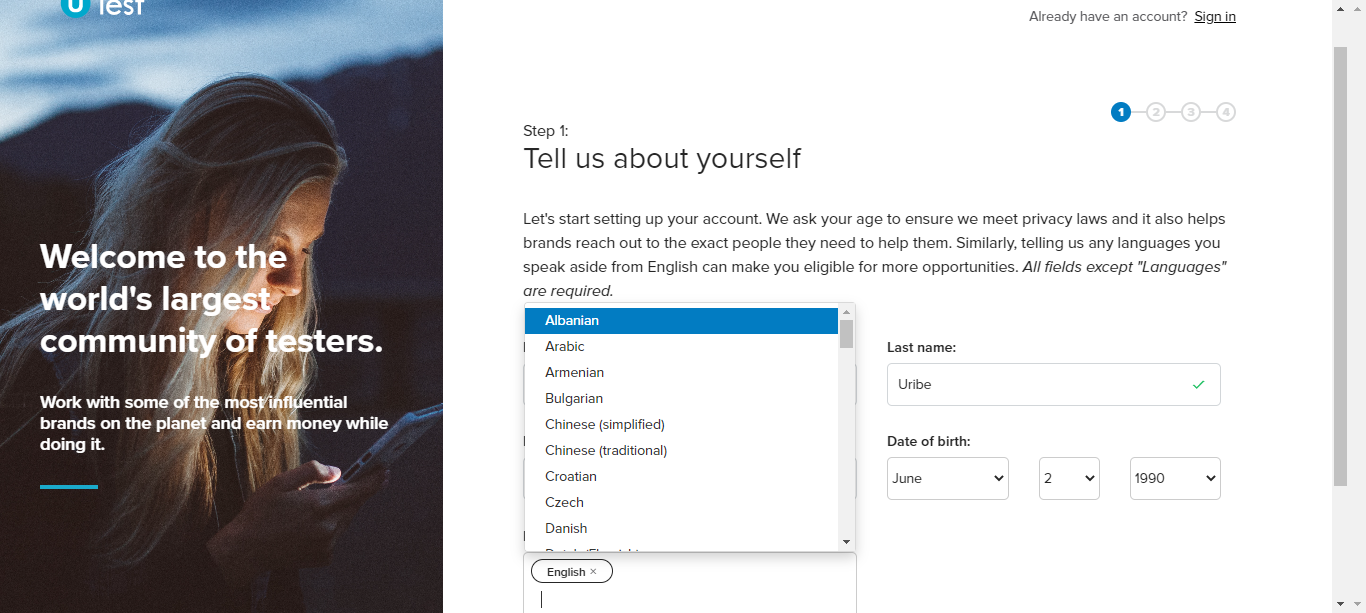 Test
Already have an account? Sign in
1 2 3 4
Step 1:
Tell us about yourself
Let's start setting up your account. We ask your age to ensure we meet privacy laws and it also helps
brands reach out to the exact people they need to help them. Similarly, telling us any languages you
speak aside from English can make you eligible for more opportunities. All fields except "Languages"
are required.
Welcome to the
world's largest
community of testers.
Work with some of the most influential
brands on the planet and earn money while
doing it.
Albanian
Arabic
Armenian
Bulgarian
Chinese (simplified)
Chinese (traditional)
Croatian
Czech
Danish
Last name:
Uribe
Date of birth:
June 2 1990
English ×